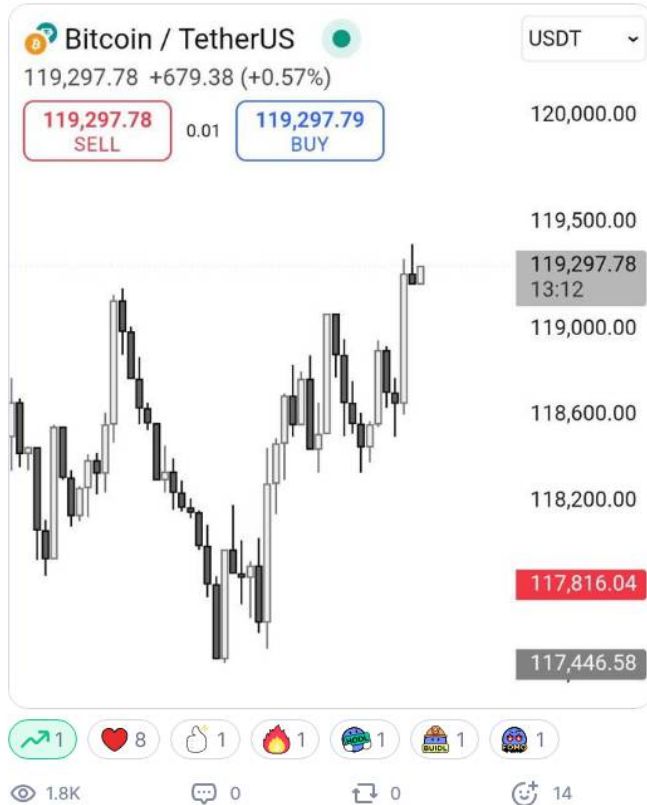 Bitcoin / TetherUS
USDT
119,297.78 +679.38 (+0.57%)
119,297.78
SELL
0.01
119,297.79
BUY
120,000.00
119,500.00
119,297.78
13:12
119,000.00
118,600.00
118,200.00
117,816.04
117,446.58
1
8
1
1
HODL 1
BUIDL 1
FOMO 1
1.8K
0
0
14